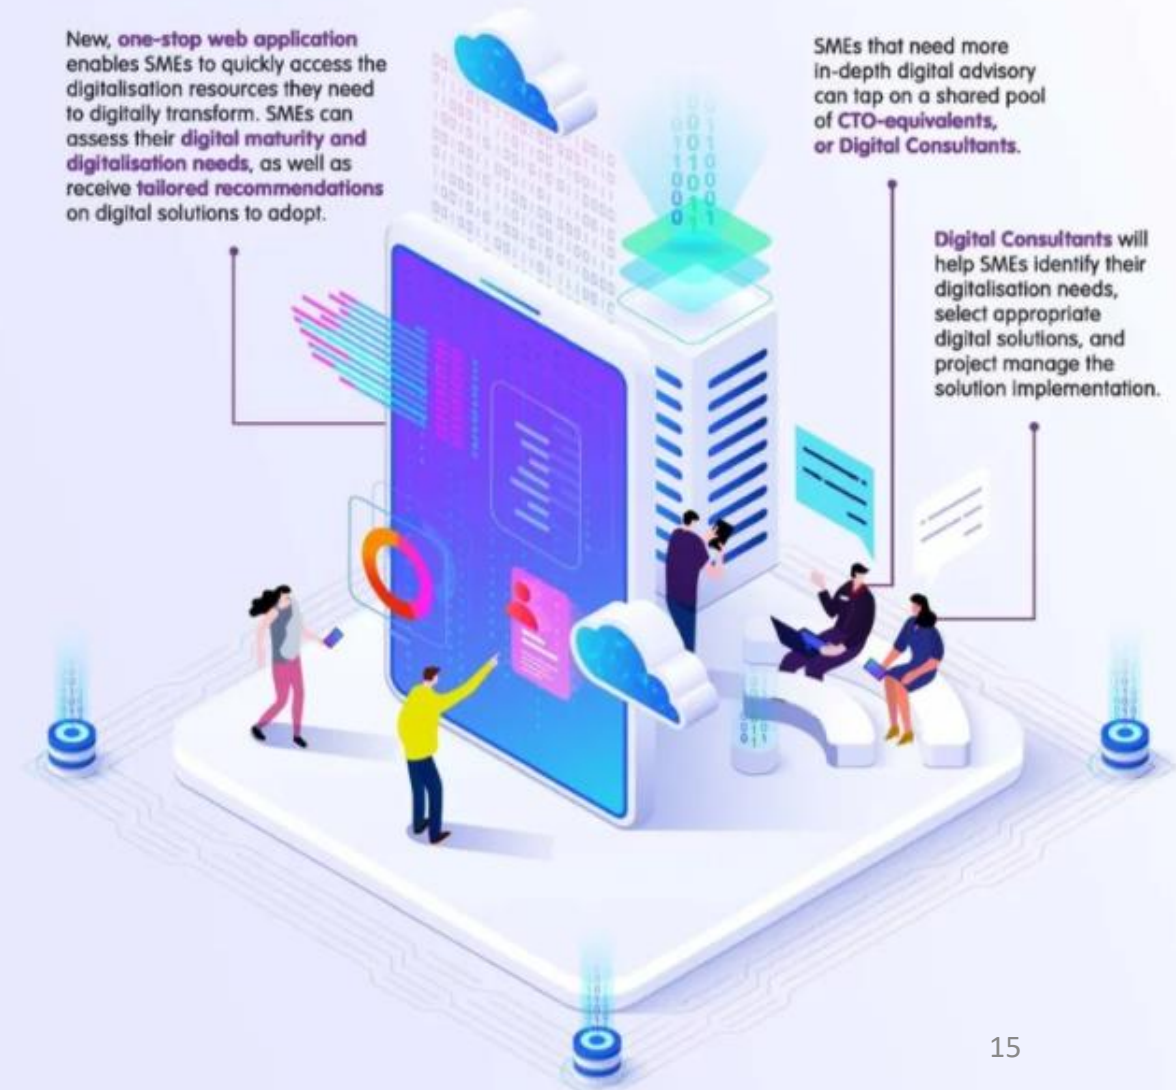 New, one-stop web application
enables SMEs to quickly access the
digitalisation resources they need
to digitally transform. SMEs can
assess their digital maturity and
digitalisation needs, as well as
receive tailored recommendations
on digital solutions to adopt.
SMEs that need more
in-depth digital advisory
can tap on a shared pool
of CTO-equivalents,
or Digital Consultants.
Digital Consultants will
help SMEs identify their
digitalisation needs,
select appropriate
digital solutions, and
project manage the
solution implementation.
15